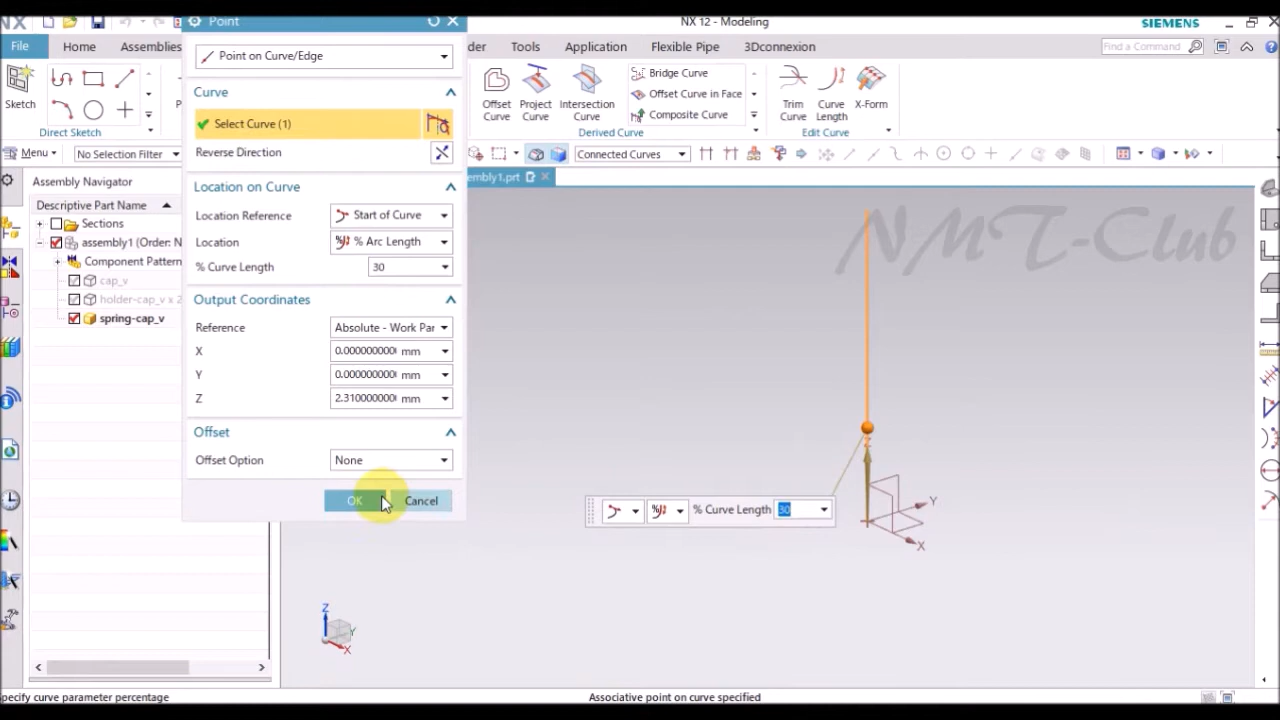 NX
NX 12 - Modeling
SIEMENS
File
Home
Assemblies
der
Tools
Application
Flexible Pipe
3Dconnexion
Find a Command
Sketch
Direct Sketch
Offset Curve
Project Curve
Intersection Curve
Bridge Curve
Offset Curve in Face
Composite Curve
Derived Curve
Trim Curve
Curve Length
X-Form
Edit Curve
Menu
No Selection Filter
Connected Curves
Assembly Navigator
embly1.prt
Descriptive Part Name
Sections
assembly1 (Order: N
Component Pattern
cap_v
holder-cap_v x 2
spring-cap_v
Point
Point on Curve/Edge
Curve
Select Curve (1)
Reverse Direction
Location on Curve
Location Reference
Start of Curve
Location
% Arc Length
% Curve Length
30
Output Coordinates
Reference
Absolute - Work Par
X
0.000000000 mm
Y
0.000000000 mm
Z
2.310000000 mm
Offset
Offset Option
None
OK
Cancel
NMT-Club
Z
Y
X
% Curve Length 30
Z
Y
X
pecify curve parameter percentage
Associative point on curve specified